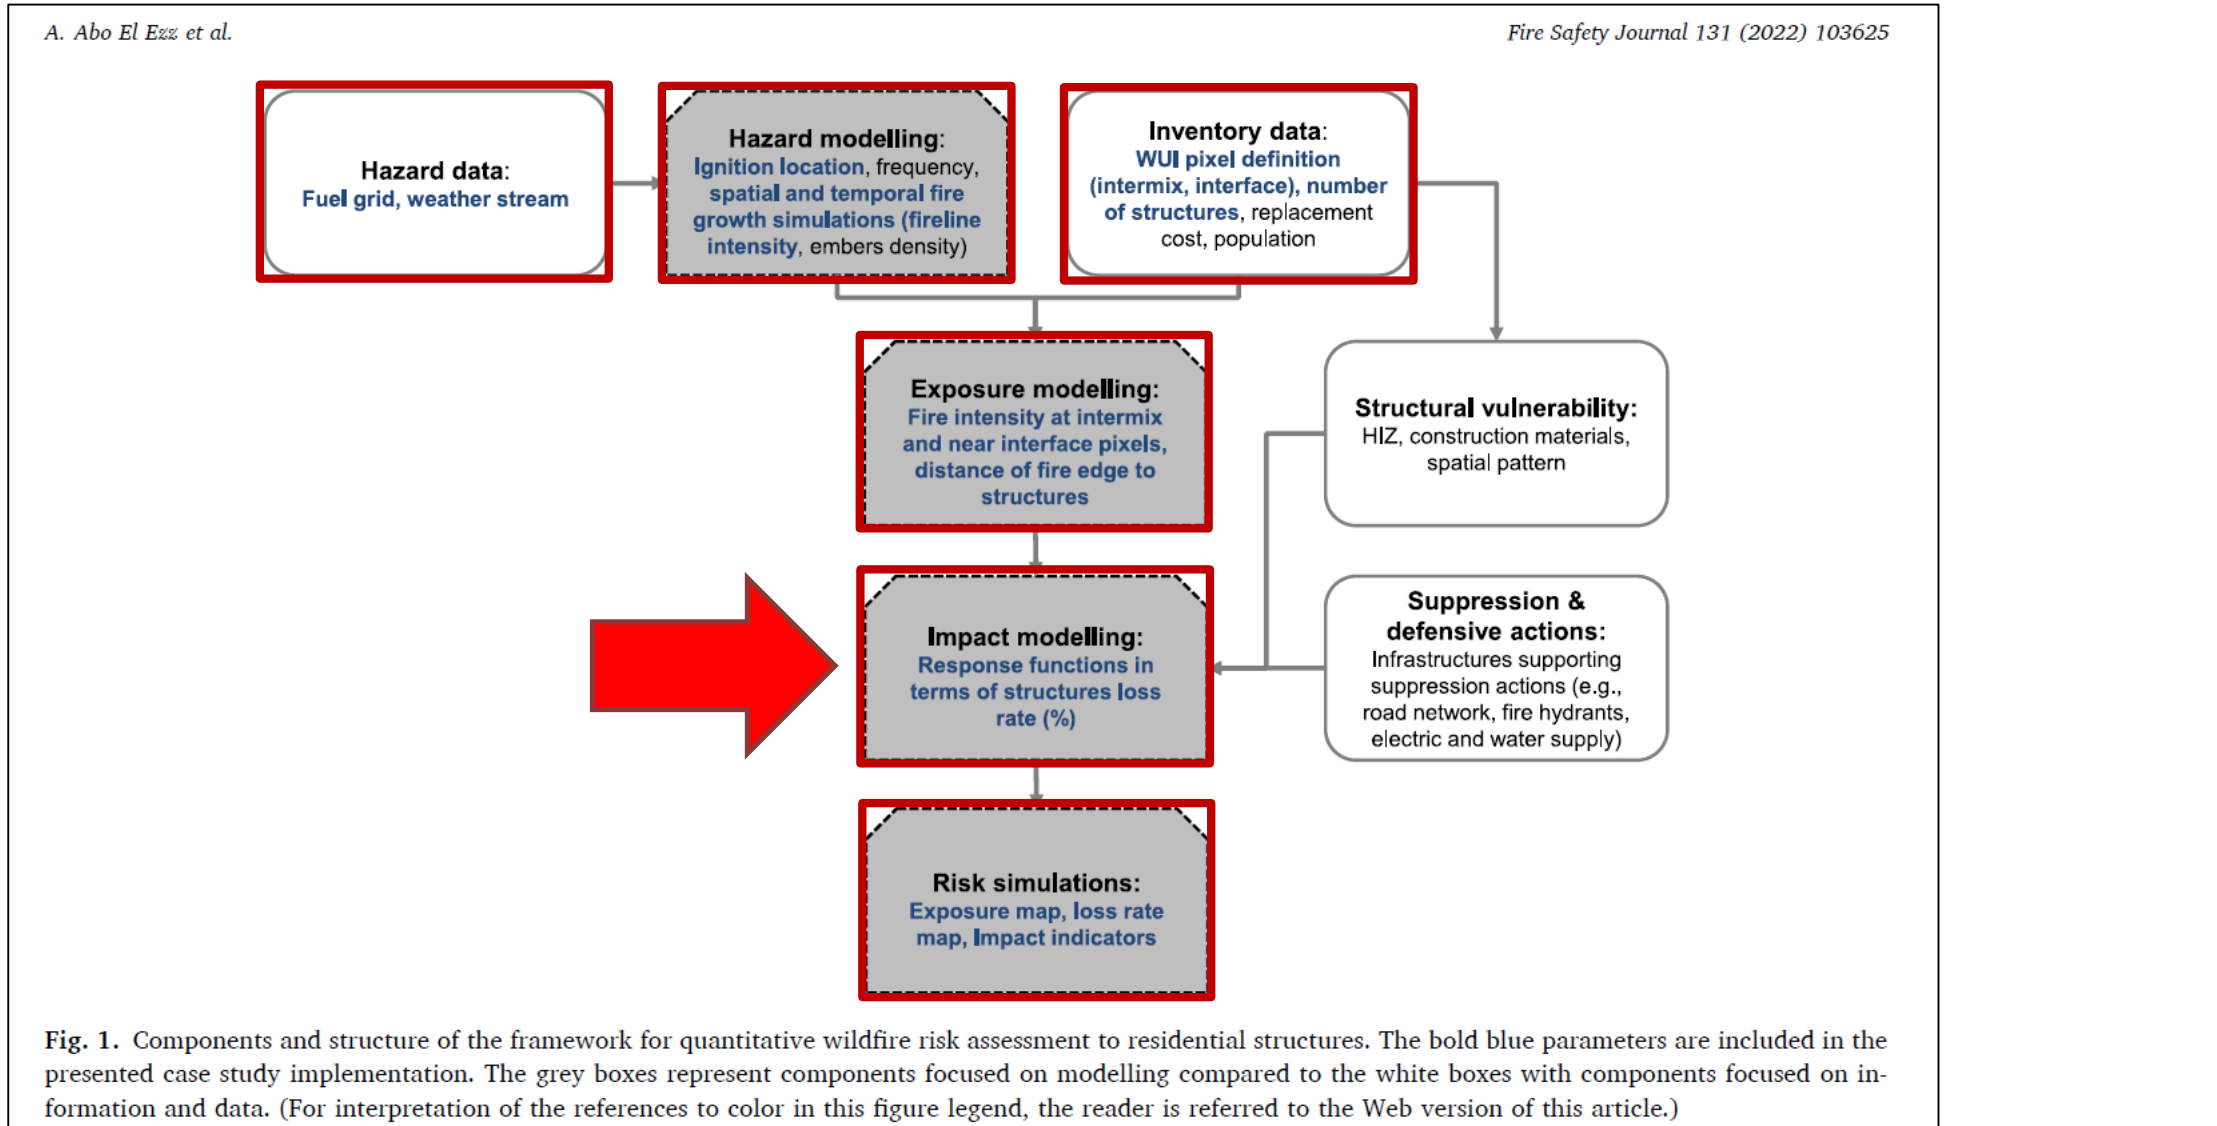 A. Abo El Ezz et al.
Fire Safety Journal 131 (2022) 103625
Hazard data:
Fuel grid, weather stream
Hazard modelling:
Ignition location, frequency,
spatial and temporal fire
growth simulations (fireline
intensity, embers density)
Inventory data:
WUI pixel definition
(intermix, interface), number
of structures, replacement
cost, population
Exposure modelling:
Fire intensity at intermix
and near interface pixels,
distance of fire edge to
structures
Structural vulnerability:
HIZ, construction materials,
spatial pattern
Impact modelling:
Response functions in
terms of structures loss
rate (%)
Suppression &
defensive actions:
Infrastructures supporting
suppression actions (e.g.,
road network, fire hydrants,
electric and water supply)
Risk simulations:
Exposure map, loss rate
map, Impact indicators
Fig. 1. Components and structure of the framework for quantitative wildfire risk assessment to residential structures. The bold blue parameters are included in the
presented case study implementation. The grey boxes represent components focused on modelling compared to the white boxes with components focused on in-
formation and data. (For interpretation of the references to color in this figure legend, the reader is referred to the Web version of this article.)